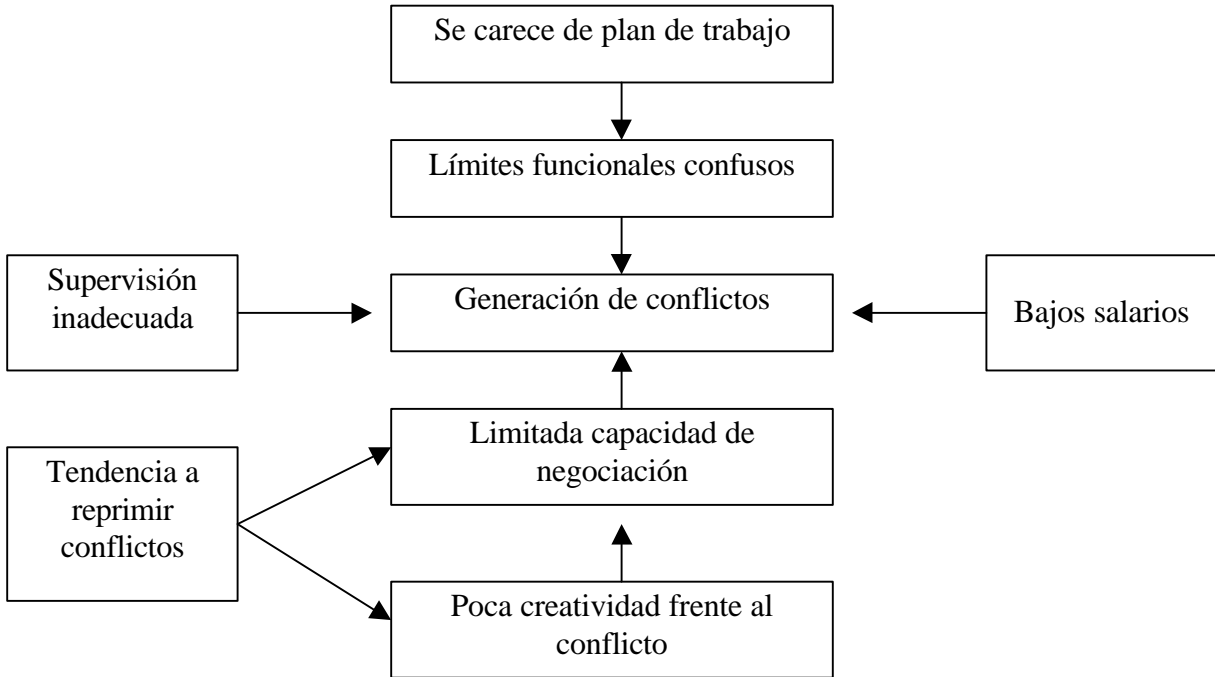 Se carece de plan de trabajo
Límites funcionales confusos
Supervisión
inadecuada
Generación de conflictos
Bajos salarios
Limitada capacidad de
negociación
Tendencia a
reprimir
conflictos
Poca creatividad frente al
conflicto